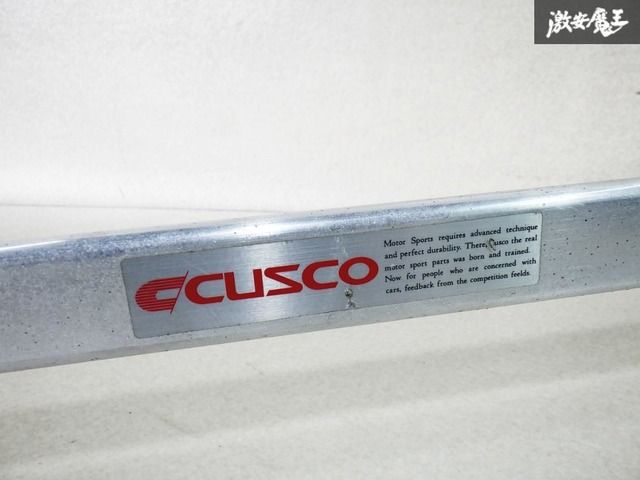 激安魔王
CUSCO
Motor Sports requires advanced technique
and perfect durability. There, Cusco the real
motor sport parts was born and trained.
Now for people who are concerned with
cars, feedback from the competition feelds.